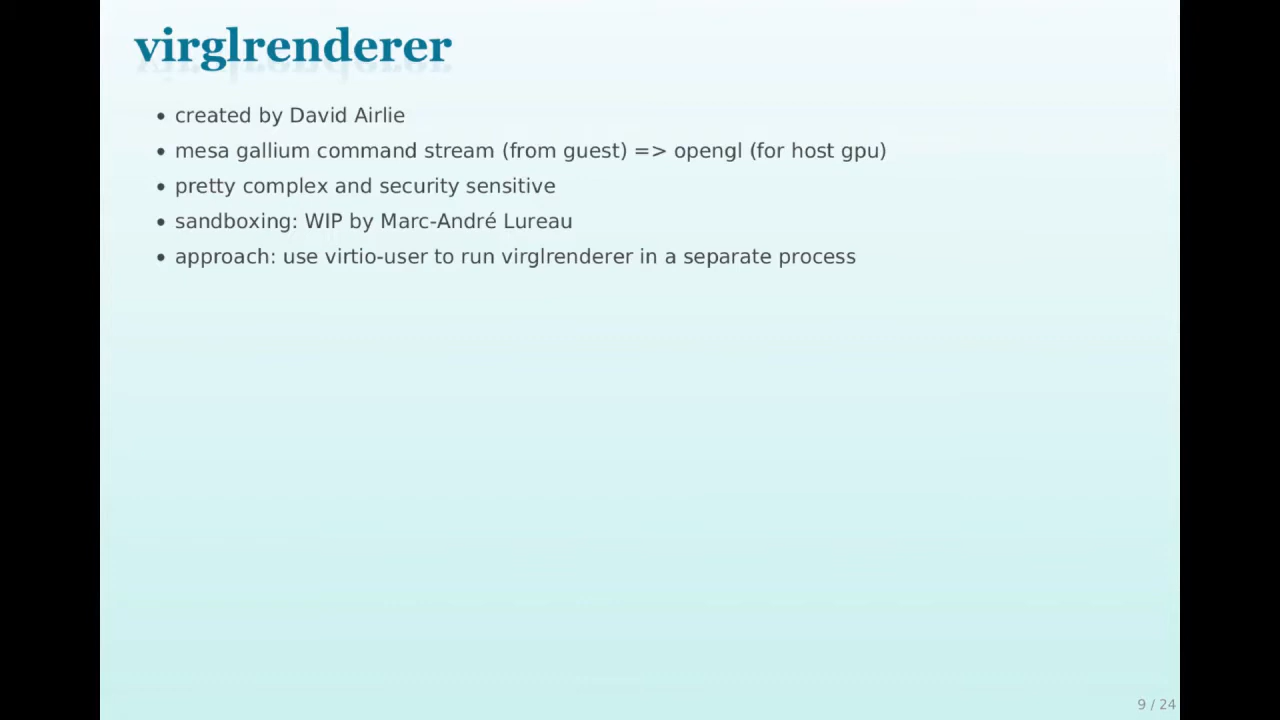 virglrenderer
• created by David Airlie
• mesa gallium command stream (from guest) => opengl (for host gpu)
• pretty complex and security sensitive
• sandboxing: WIP by Marc-André Lureau
• approach: use virtio-user to run virglrenderer in a separate process
9 / 24